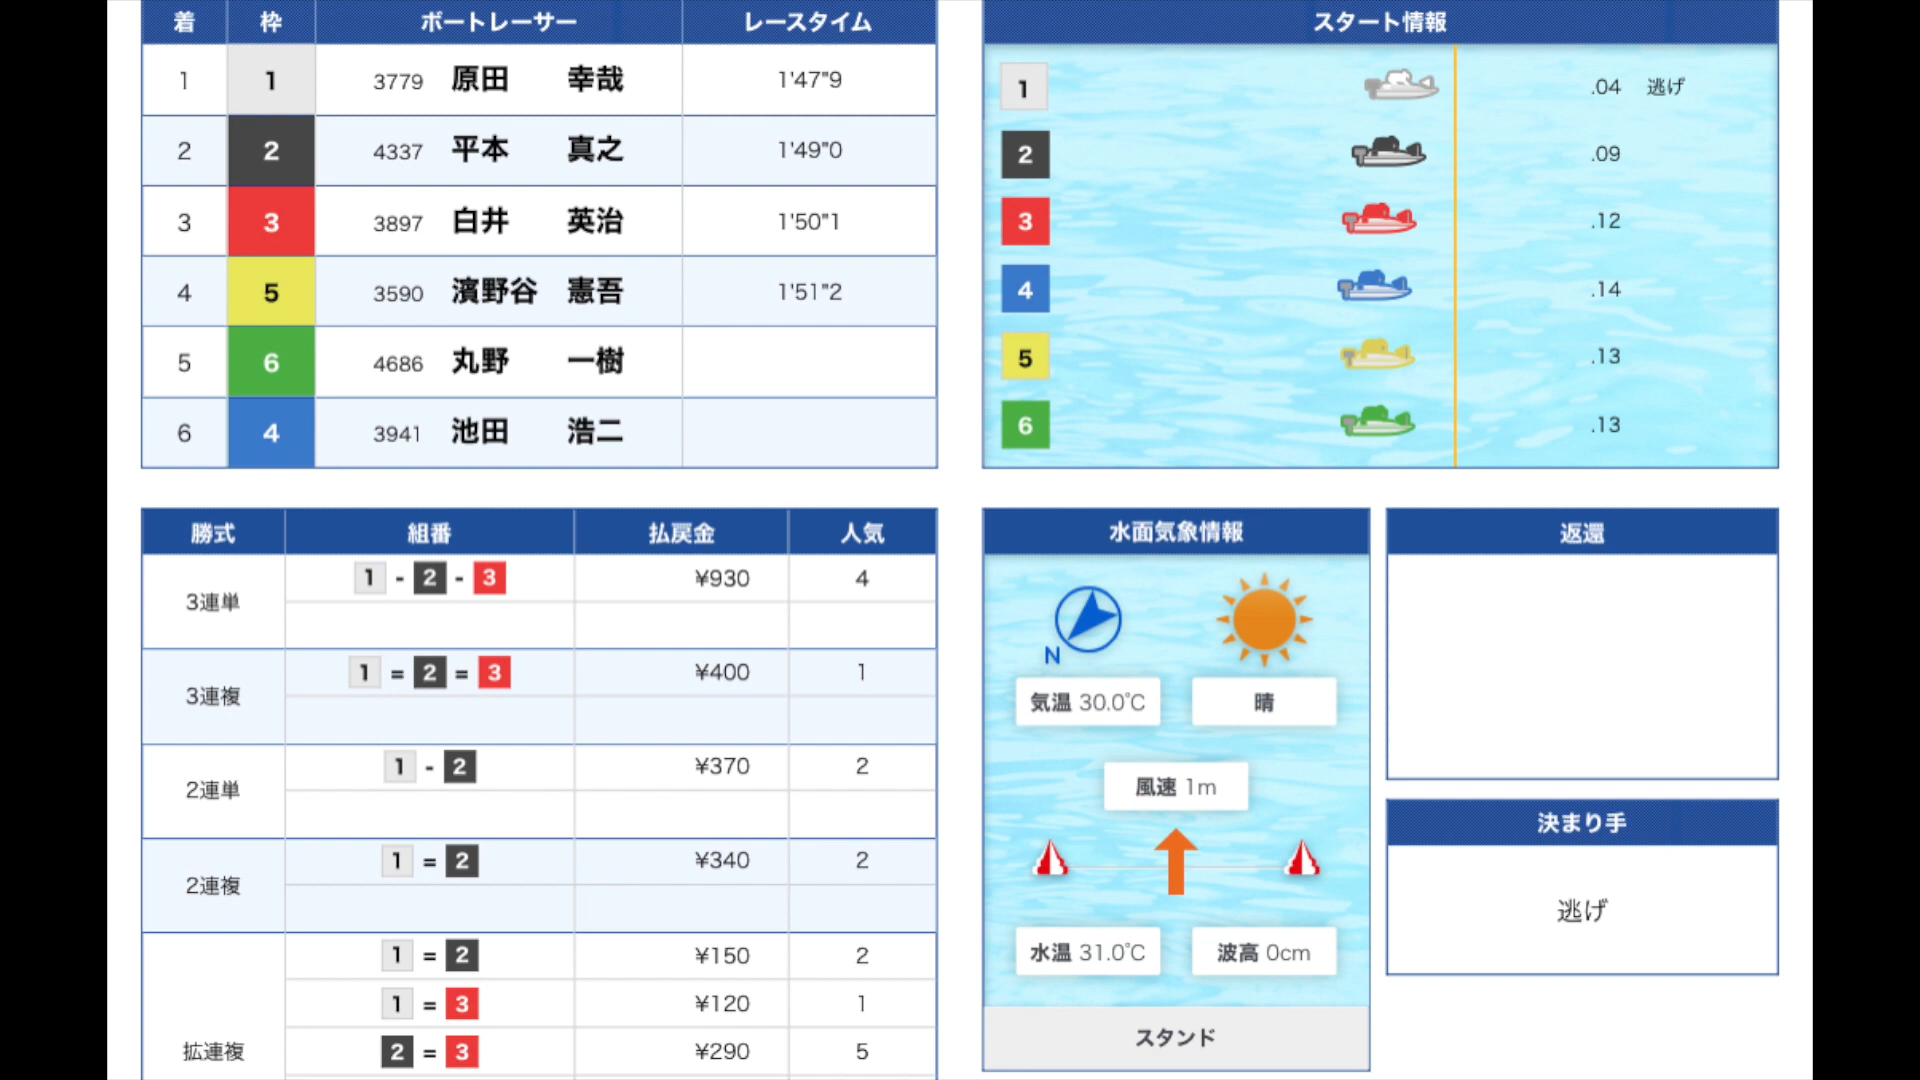 着 枠 ボートレーサー レースタイム
1 1 3779 原田 幸哉 1'47"9
2 2 4337 平本 真之 1'49"0
3 3 3897 白井 英治 1'50"1
4 5 3590 濱野谷 憲吾 1'51"2
5 6 4686 丸野 一樹
6 4 3941 池田 浩二
スタート情報
1 .04 逃げ
2 .09
3 .12
4 .14
5 .13
6 .13
勝式 組番 払戻金 人気
3連単 1 - 2 - 3 ¥930 4
3連複 1 = 2 = 3 ¥400 1
2連単 1 - 2 ¥370 2
2連複 1 = 2 ¥340 2
拡連複 1 = 2 ¥150 2
1 = 3 ¥120 1
2 = 3 ¥290 5
水面気象情報
N
気温 30.0℃ 晴
風速 1m
水温 31.0℃ 波高 0cm
スタンド
返還
決まり手
逃げ